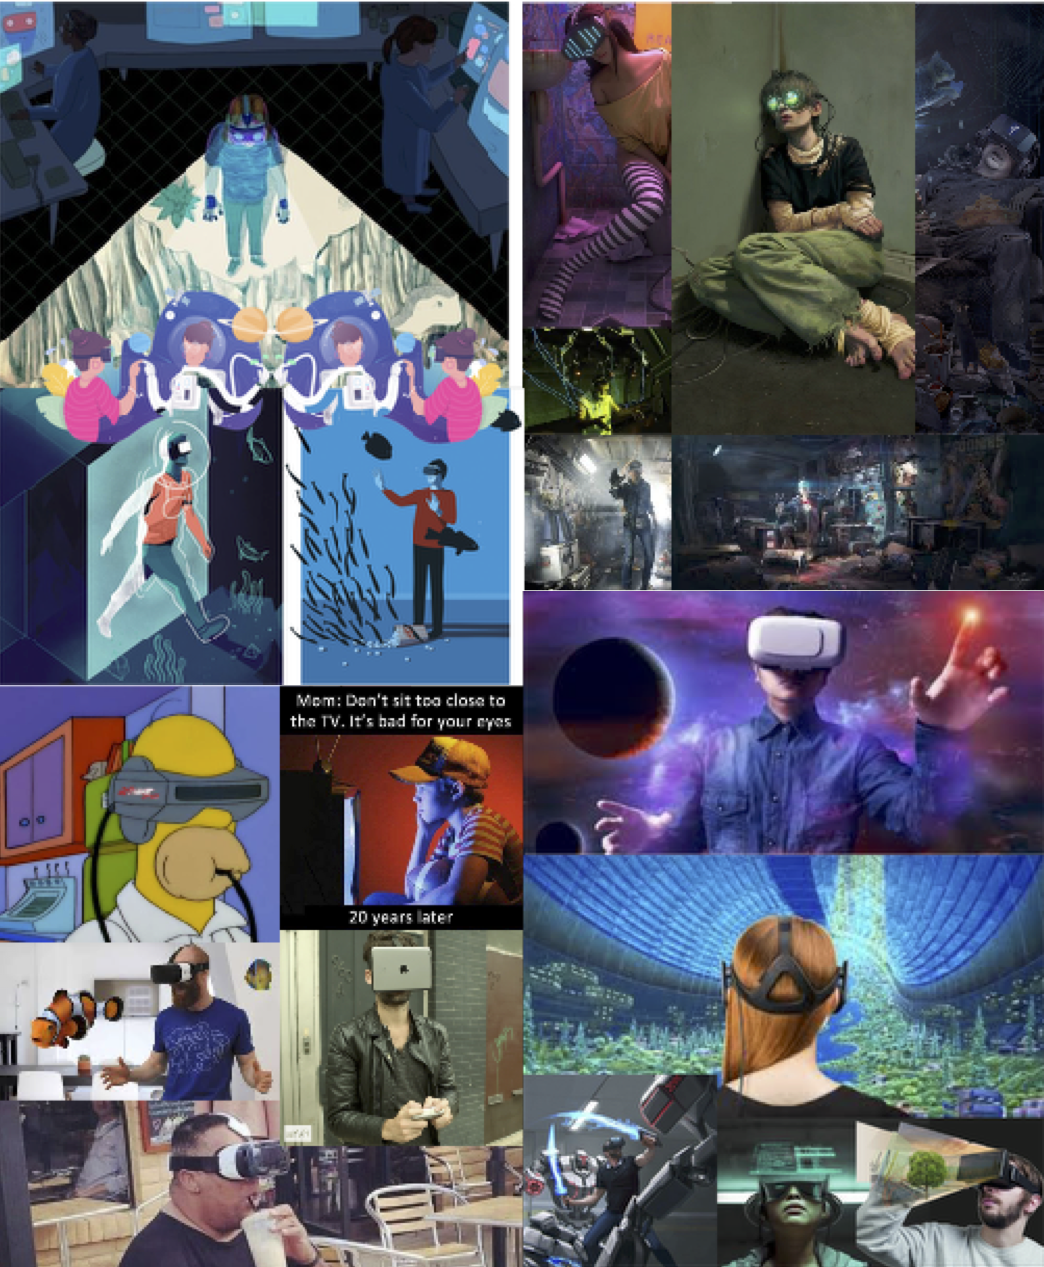 Mom: Don't sit too close to
the TV. It's bad for your eyes
20 years later